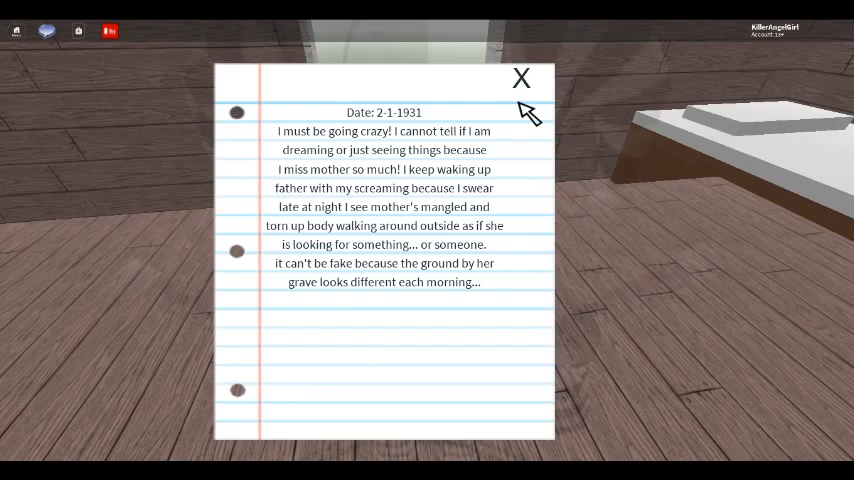 KillerAngelGirl
Account: 13+
X
Date: 2-1-1931
I must be going crazy! I cannot tell if I am
dreaming or just seeing things because
I miss mother so much! I keep waking up
father with my screaming because I swear
late at night I see mother's mangled and
torn up body walking around outside as if she
is looking for something... or someone.
it can't be fake because the ground by her
grave looks different each morning...